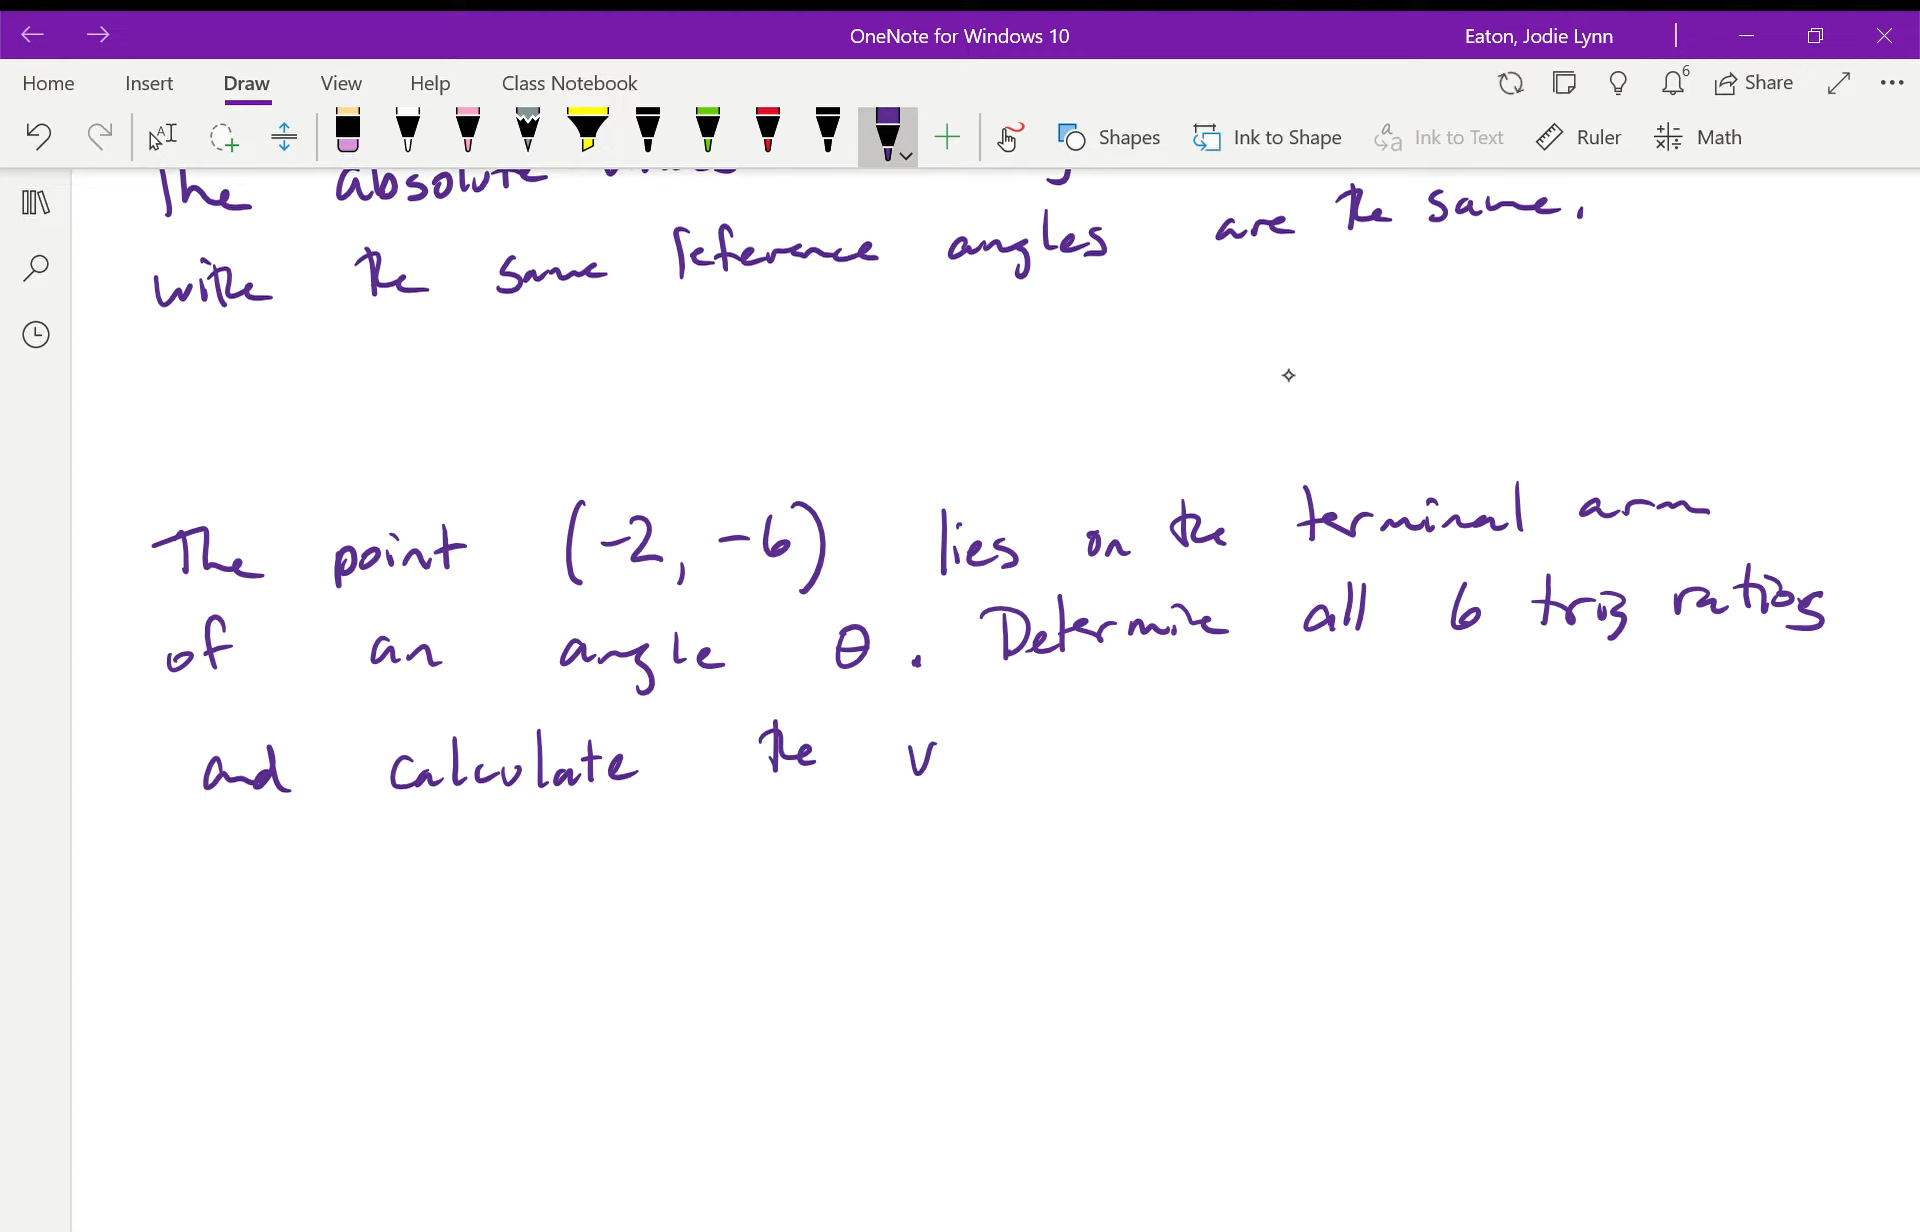 OneNote for Windows 10
Eaton, Jodie Lynn
Home Insert Draw View Help Class Notebook
6 Share
Shapes Ink to Shape Ink to Text Ruler Math
The absolute
with the same reference angles are the same.
The point (-2, -6) lies on the terminal arm
of an angle θ. Determine all 6 trig ratios
and calculate the v